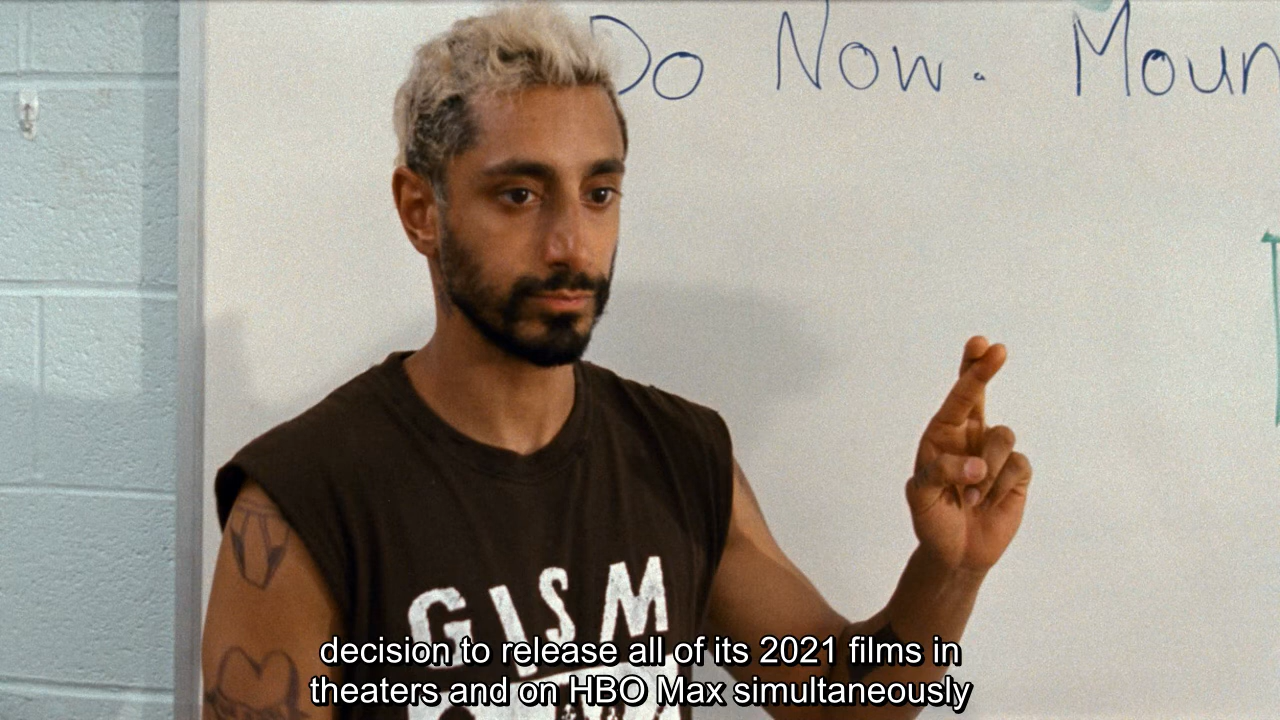 Do Now. Moun
GISM
decision to release all of its 2021 films in
theaters and on HBO Max simultaneously